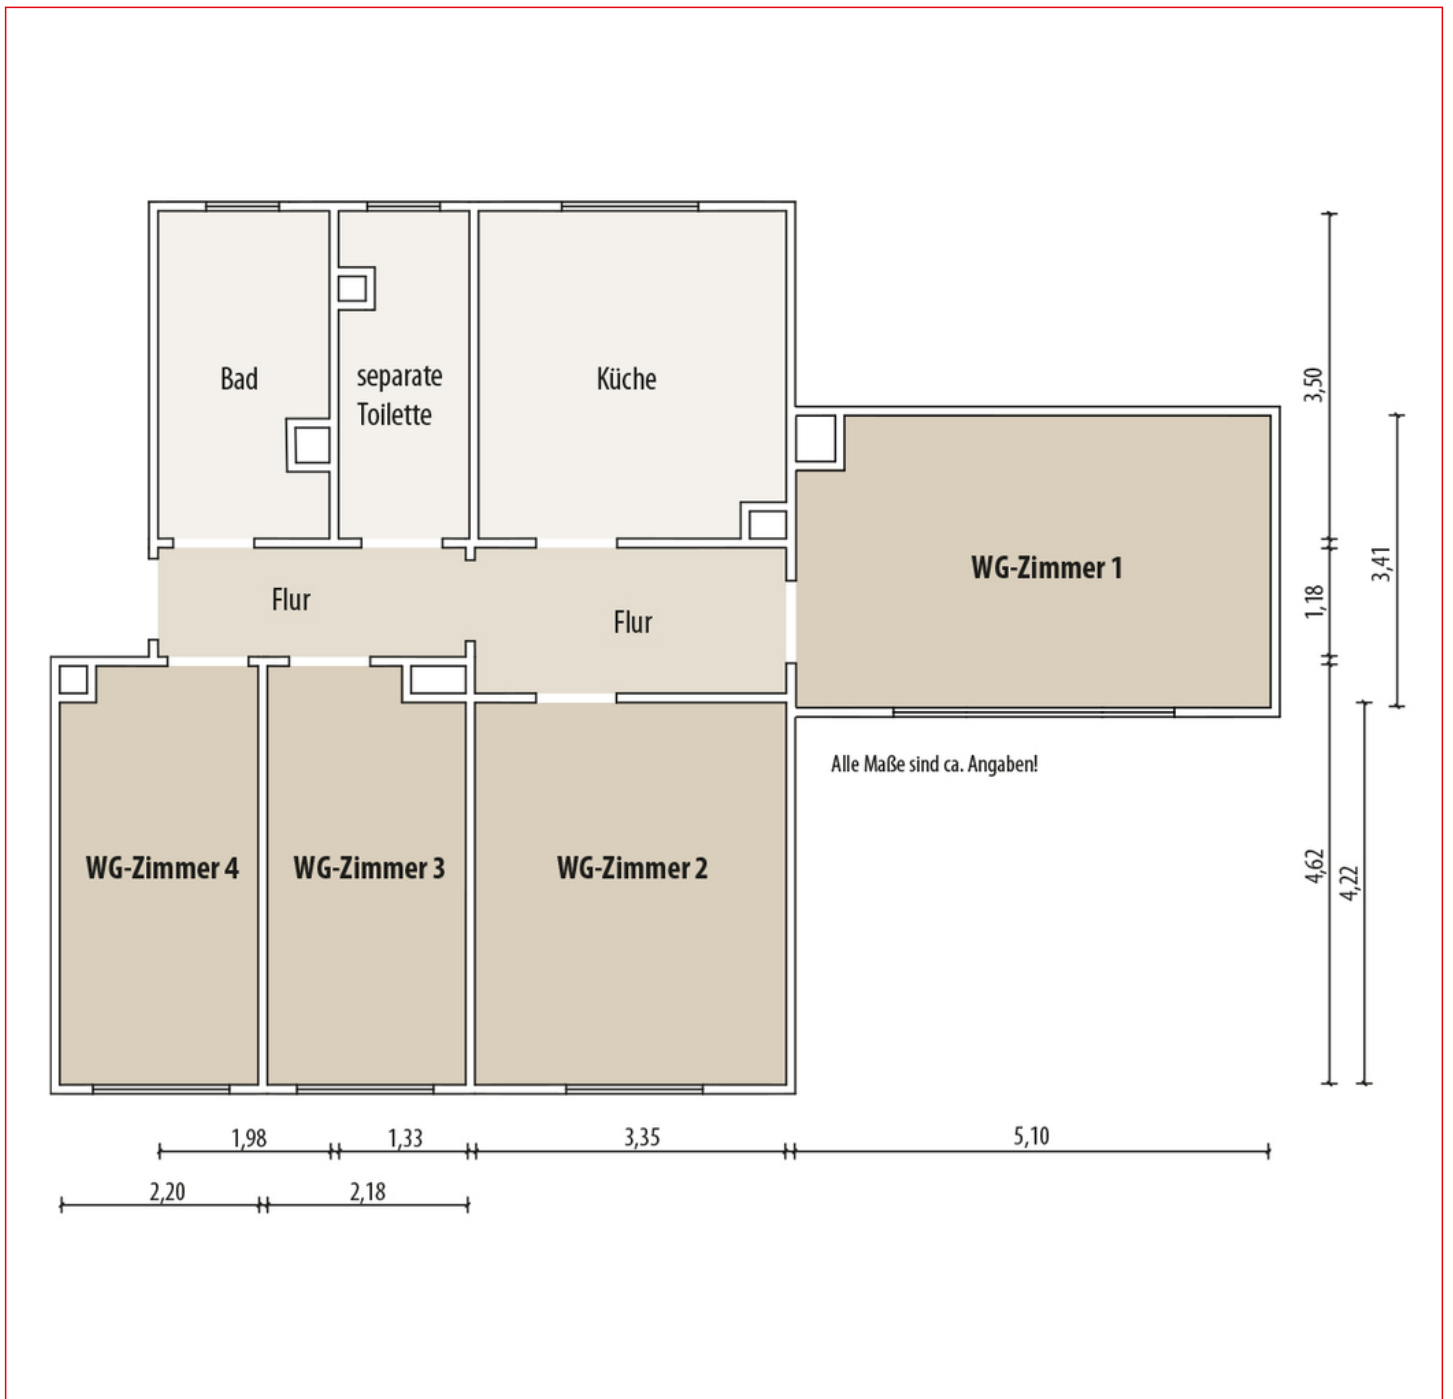 Bad
separate
Toilette
Küche
3,50
WG-Zimmer 1
3,41
Flur
Flur
1,18
Alle Maße sind ca. Angaben!
WG-Zimmer 4
WG-Zimmer 3
WG-Zimmer 2
4,62
4,22
1,98
1,33
3,35
5,10
2,20
2,18